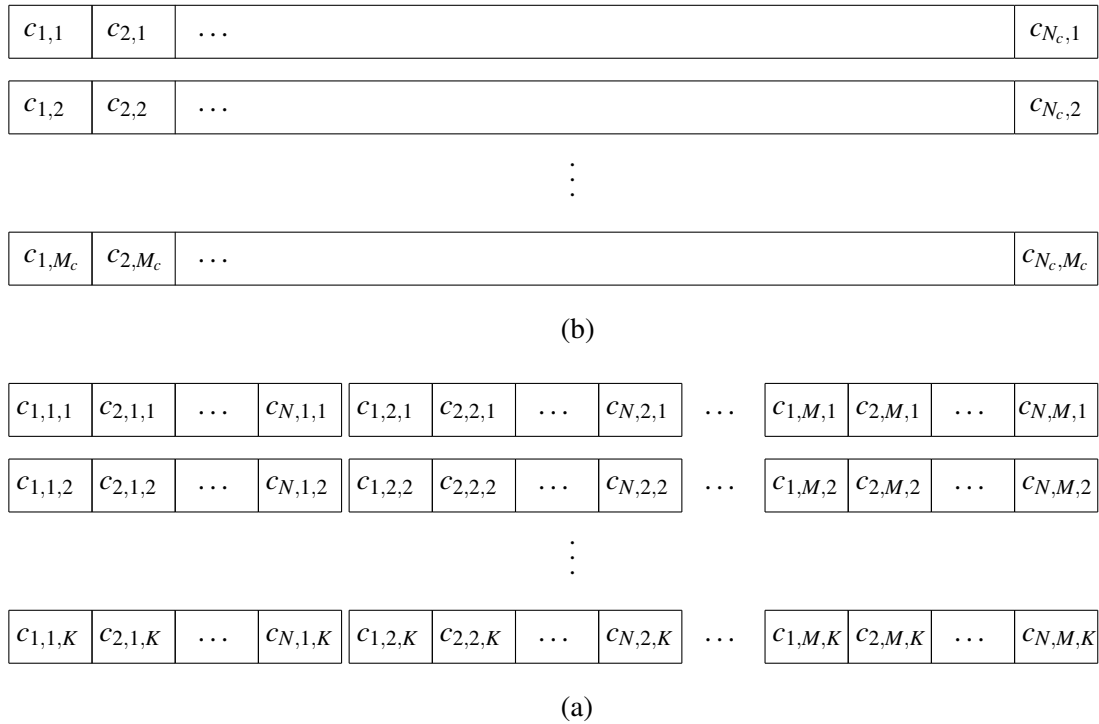 c_{1,1} c_{2,1} ... c_{N_c,1}
c_{1,2} c_{2,2} ... c_{N_c,2}
⋮
c_{1,M_c} c_{2,M_c} ... c_{N_c,M_c}
(b)
c_{1,1,1} c_{2,1,1} ... c_{N,1,1} c_{1,2,1} c_{2,2,1} ... c_{N,2,1} ... c_{1,M,1} c_{2,M,1} ... c_{N,M,1}
c_{1,1,2} c_{2,1,2} ... c_{N,1,2} c_{1,2,2} c_{2,2,2} ... c_{N,2,2} ... c_{1,M,2} c_{2,M,2} ... c_{N,M,2}
⋮
c_{1,1,K} c_{2,1,K} ... c_{N,1,K} c_{1,2,K} c_{2,2,K} ... c_{N,2,K} ... c_{1,M,K} c_{2,M,K} ... c_{N,M,K}
(a)